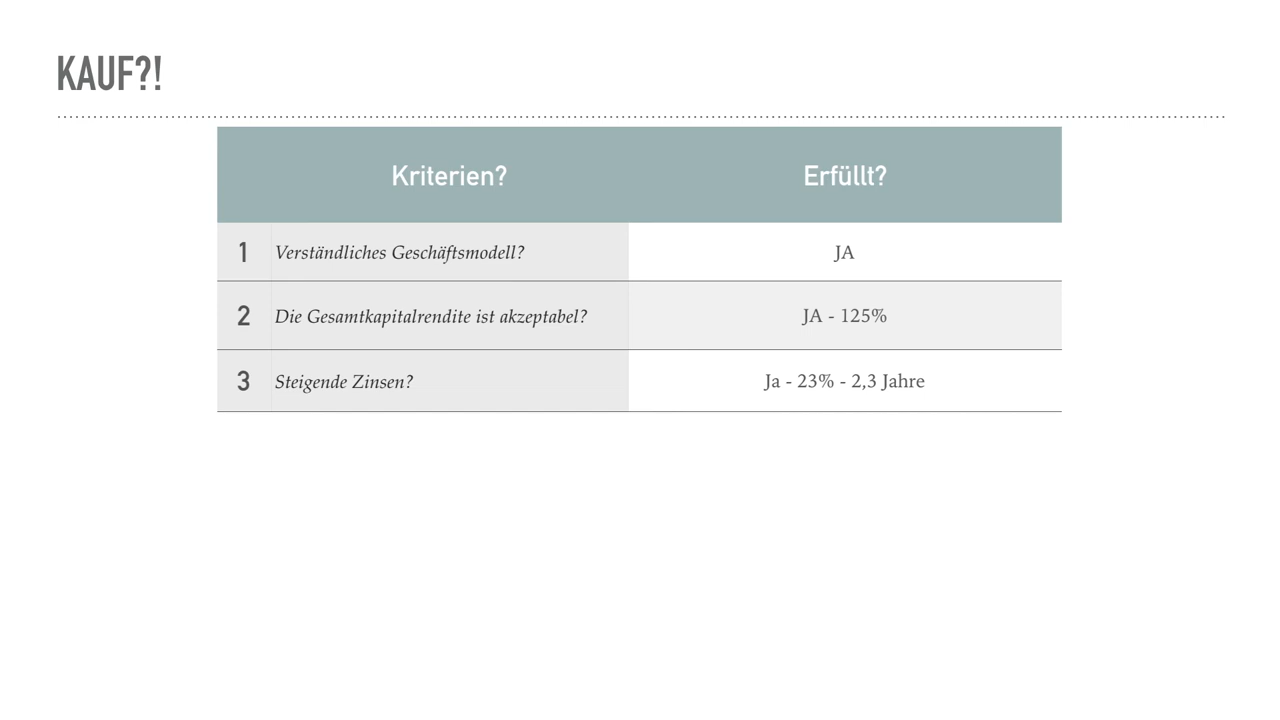 KAUF?!
Kriterien? Erfüllt?
1 Verständliches Geschäftsmodell? JA
2 Die Gesamtkapitalrendite ist akzeptabel? JA - 125%
3 Steigende Zinsen? Ja - 23% - 2,3 Jahre